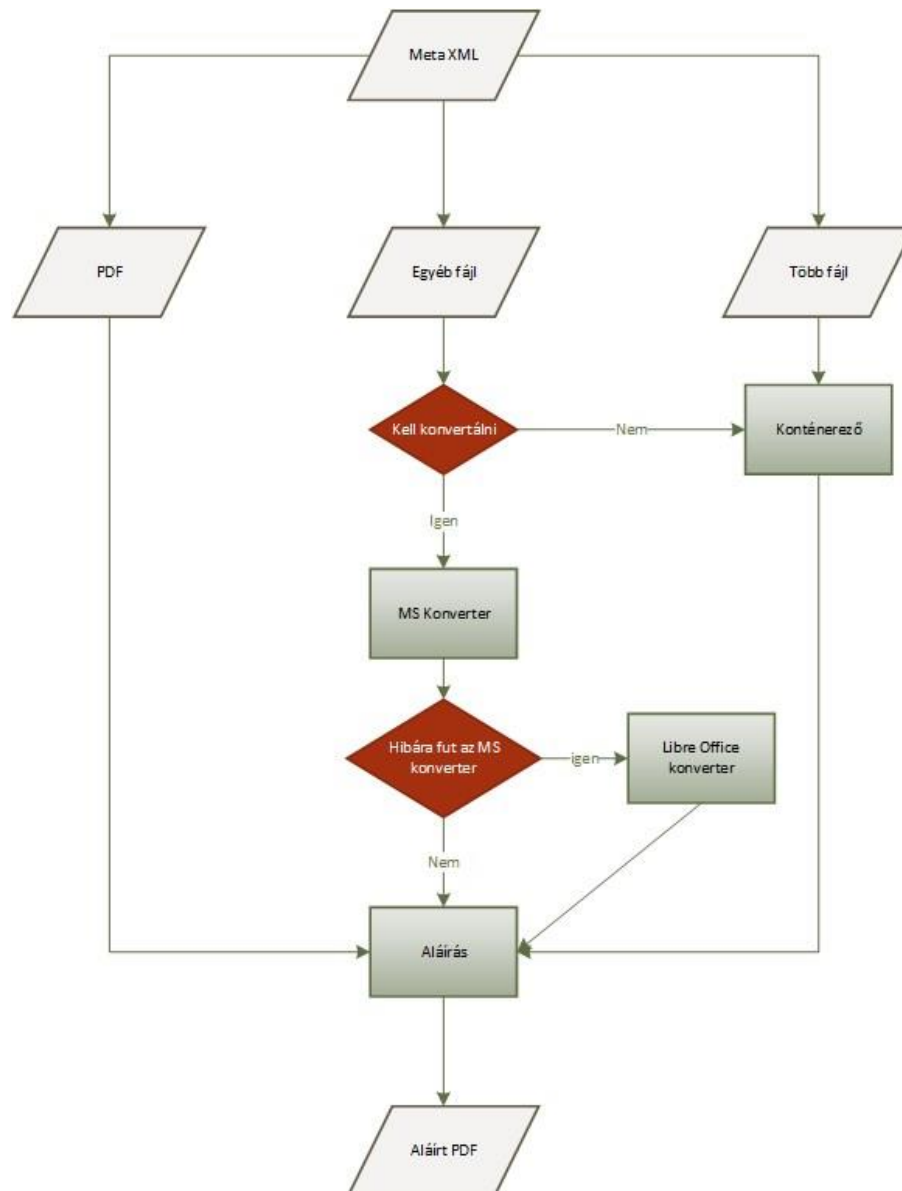 Meta XML
PDF
Egyéb fájl
Több fájl
Kell konvertálni
Nem
Konténerező
Igen
MS Konverter
Hibára fut az MS
konverter
igen
Libre Office
konverter
Nem
Aláírás
Aláírt PDF